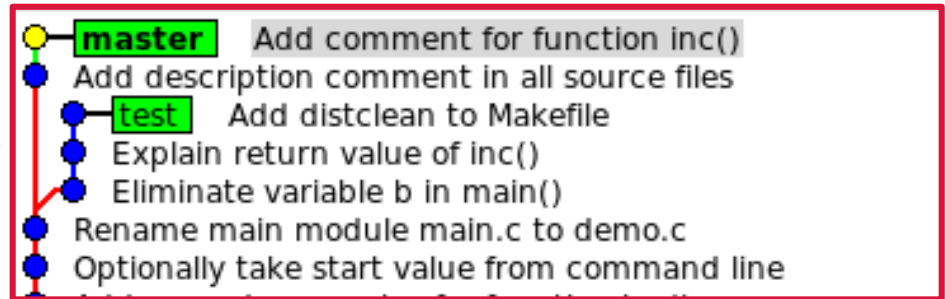 master Add comment for function inc()
Add description comment in all source files
test Add distclean to Makefile
Explain return value of inc()
Eliminate variable b in main()
Rename main module main.c to demo.c
Optionally take start value from command line